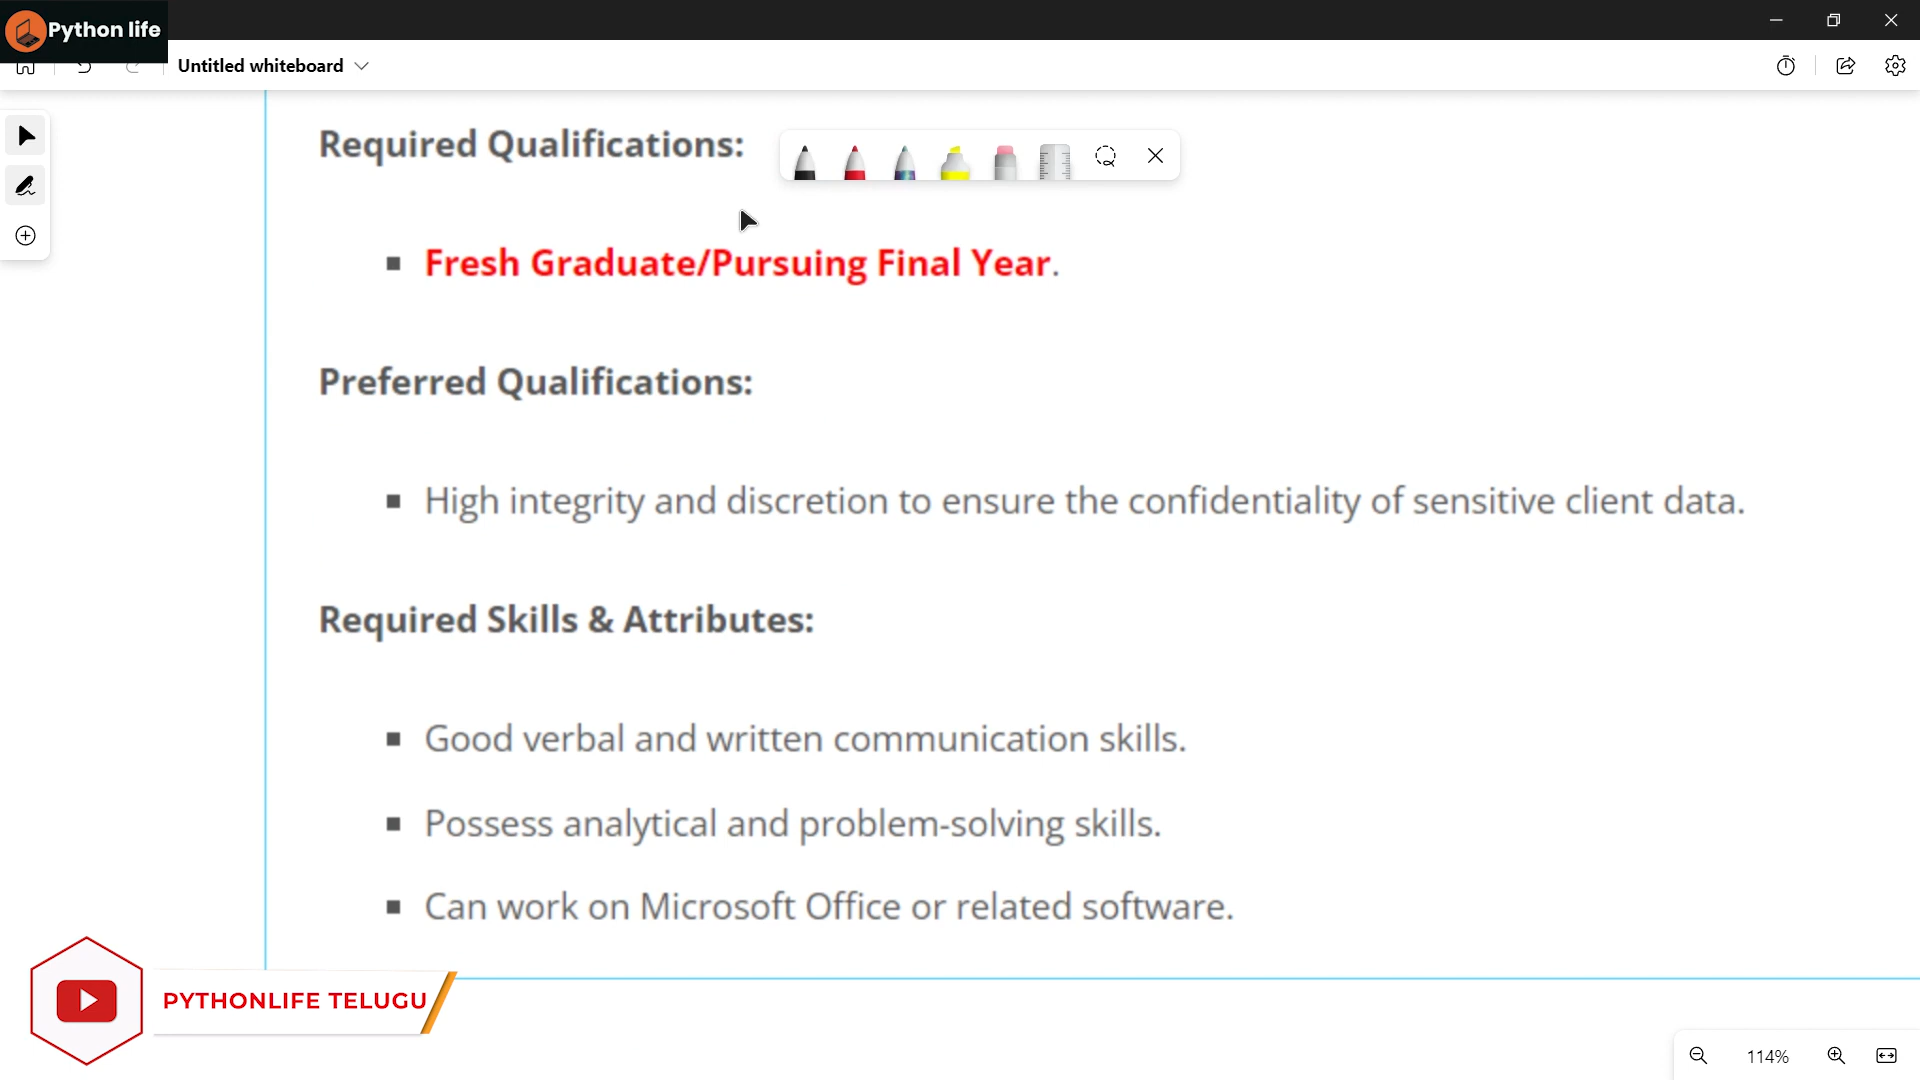 Python life
Untitled whiteboard
Required Qualifications:
Fresh Graduate/Pursuing Final Year.
Preferred Qualifications:
High integrity and discretion to ensure the confidentiality of sensitive client data.
Required Skills & Attributes:
Good verbal and written communication skills.
Possess analytical and problem-solving skills.
Can work on Microsoft Office or related software.
PYTHONLIFE TELUGU
114%